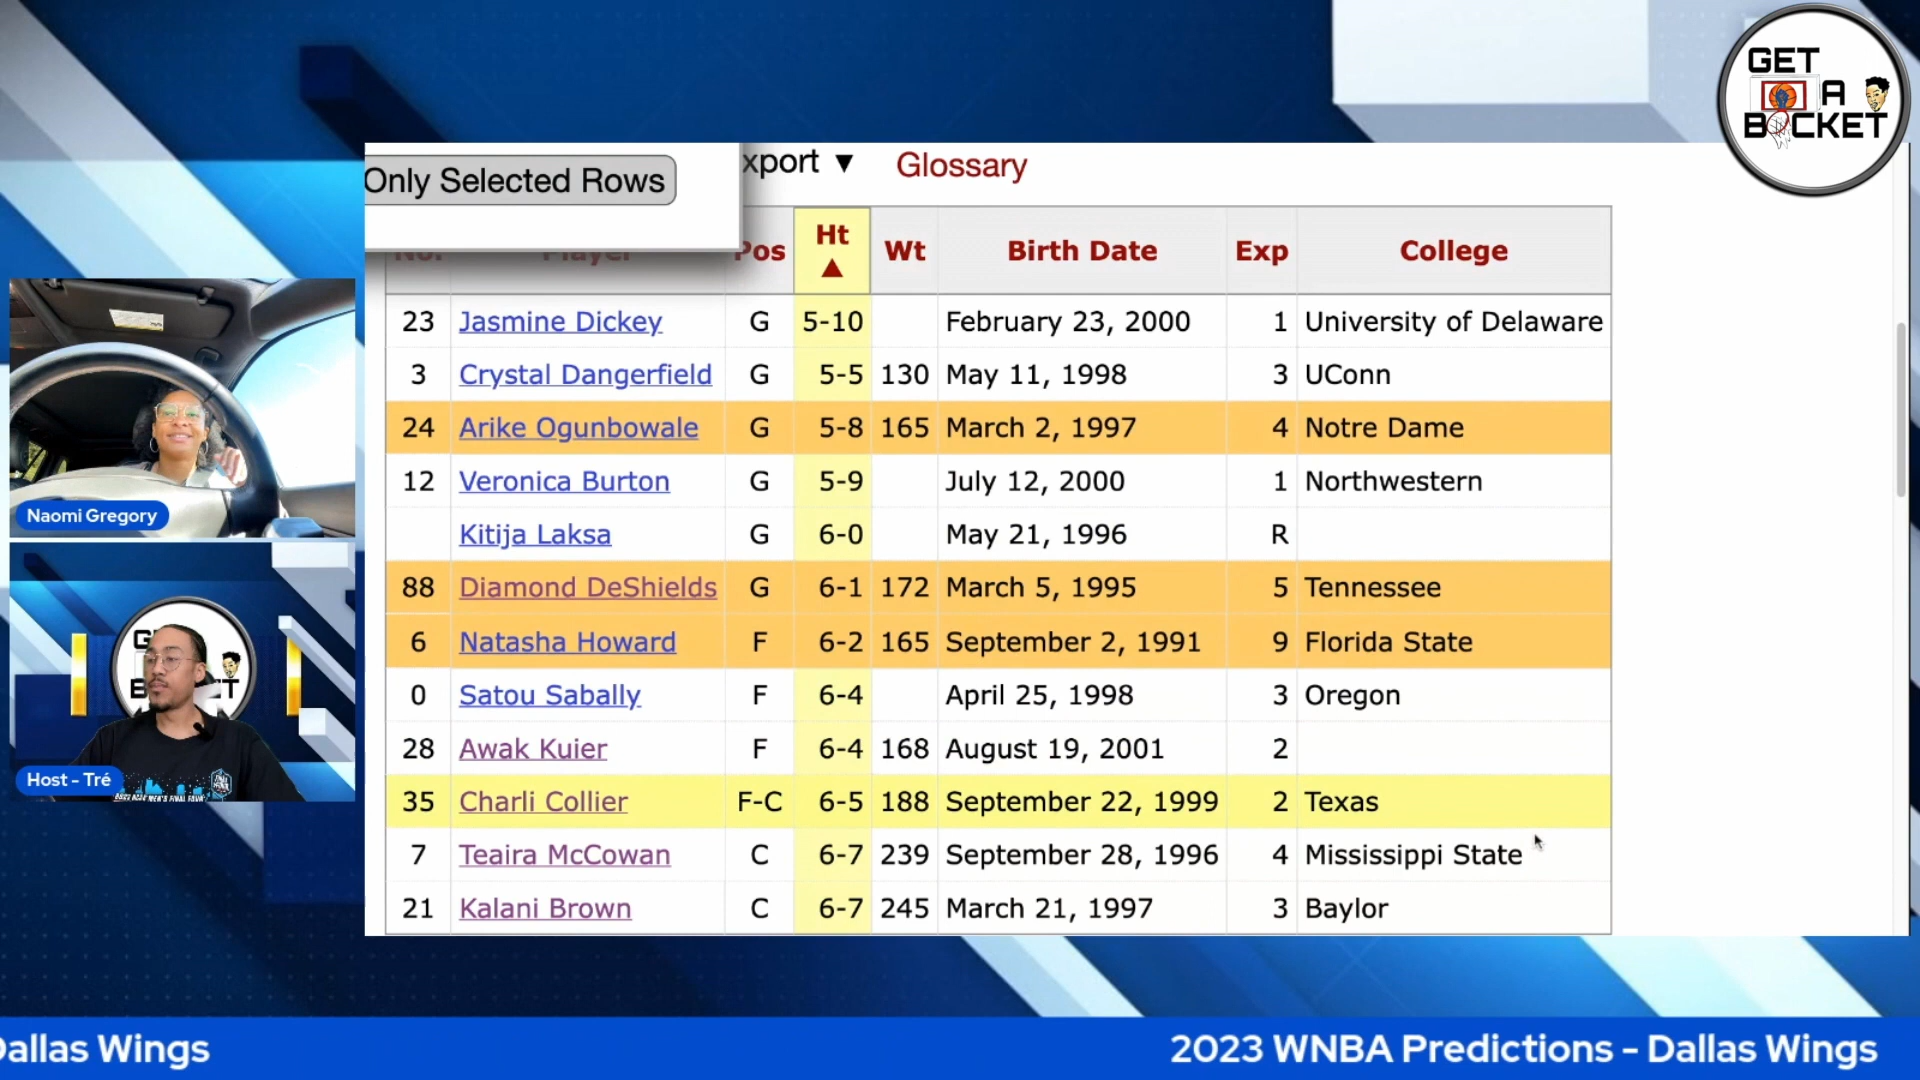 GET
A
BUCKET
Only Selected Rows
xport ▼ Glossary
No. Player Pos Ht ▲ Wt Birth Date Exp College
23 Jasmine Dickey G 5-10 February 23, 2000 1 University of Delaware
3 Crystal Dangerfield G 5-5 130 May 11, 1998 3 UConn
24 Arike Ogunbowale G 5-8 165 March 2, 1997 4 Notre Dame
12 Veronica Burton G 5-9 July 12, 2000 1 Northwestern
Kitija Laksa G 6-0 May 21, 1996 R
88 Diamond DeShields G 6-1 172 March 5, 1995 5 Tennessee
6 Natasha Howard F 6-2 165 September 2, 1991 9 Florida State
0 Satou Sabally F 6-4 April 25, 1998 3 Oregon
28 Awak Kuier F 6-4 168 August 19, 2001 2
35 Charli Collier F-C 6-5 188 September 22, 1999 2 Texas
7 Teaira McCowan C 6-7 239 September 28, 1996 4 Mississippi State
21 Kalani Brown C 6-7 245 March 21, 1997 3 Baylor
Naomi Gregory
Host - Tré
Dallas Wings
2023 WNBA Predictions - Dallas Wings